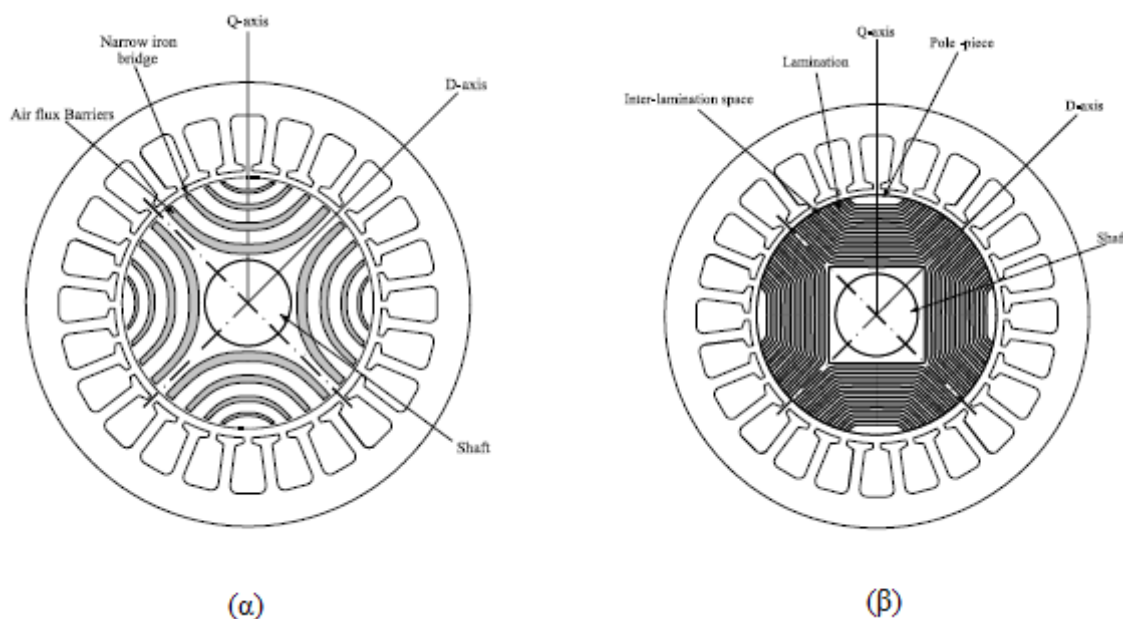 Q-axis
Narrow iron
bridge
D-axis
Air flux Barriers
Shaft
(α)
Q-axis
Pole -piece
Lamination
Inter-lamination space
D-axis
Shaf
(β)